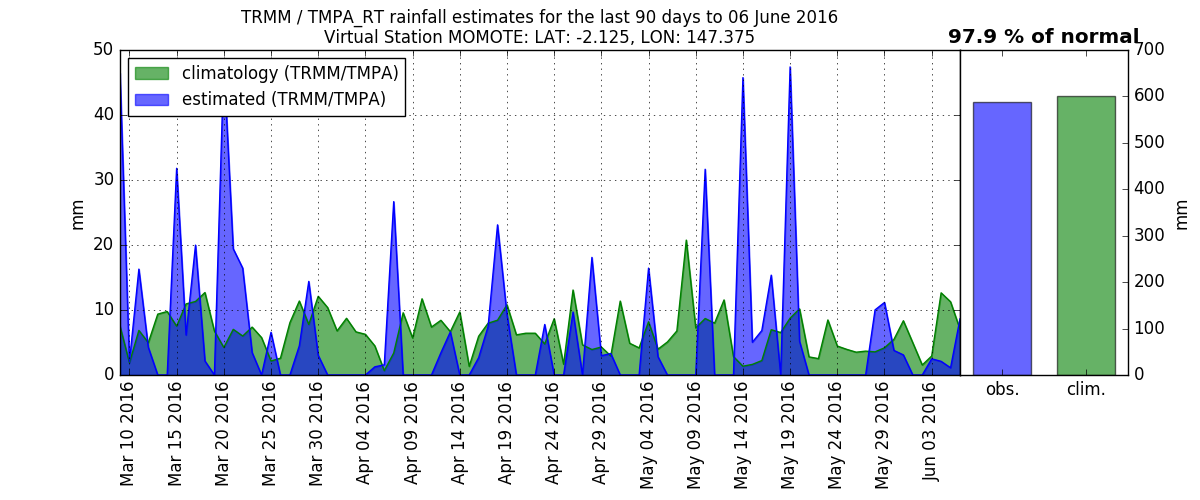 TRMM / TMPA_RT rainfall estimates for the last 90 days to 06 June 2016
Virtual Station MOMOTE: LAT: -2.125, LON: 147.375
97.9 % of normal
climatology (TRMM/TMPA)
estimated (TRMM/TMPA)
50
40
30
20
10
0
mm
Mar 10 2016
Mar 15 2016
Mar 20 2016
Mar 25 2016
Mar 30 2016
Apr 04 2016
Apr 09 2016
Apr 14 2016
Apr 19 2016
Apr 24 2016
Apr 29 2016
May 04 2016
May 09 2016
May 14 2016
May 19 2016
May 24 2016
May 29 2016
Jun 03 2016
obs.
clim.
700
600
500
400
300
200
100
0
mm